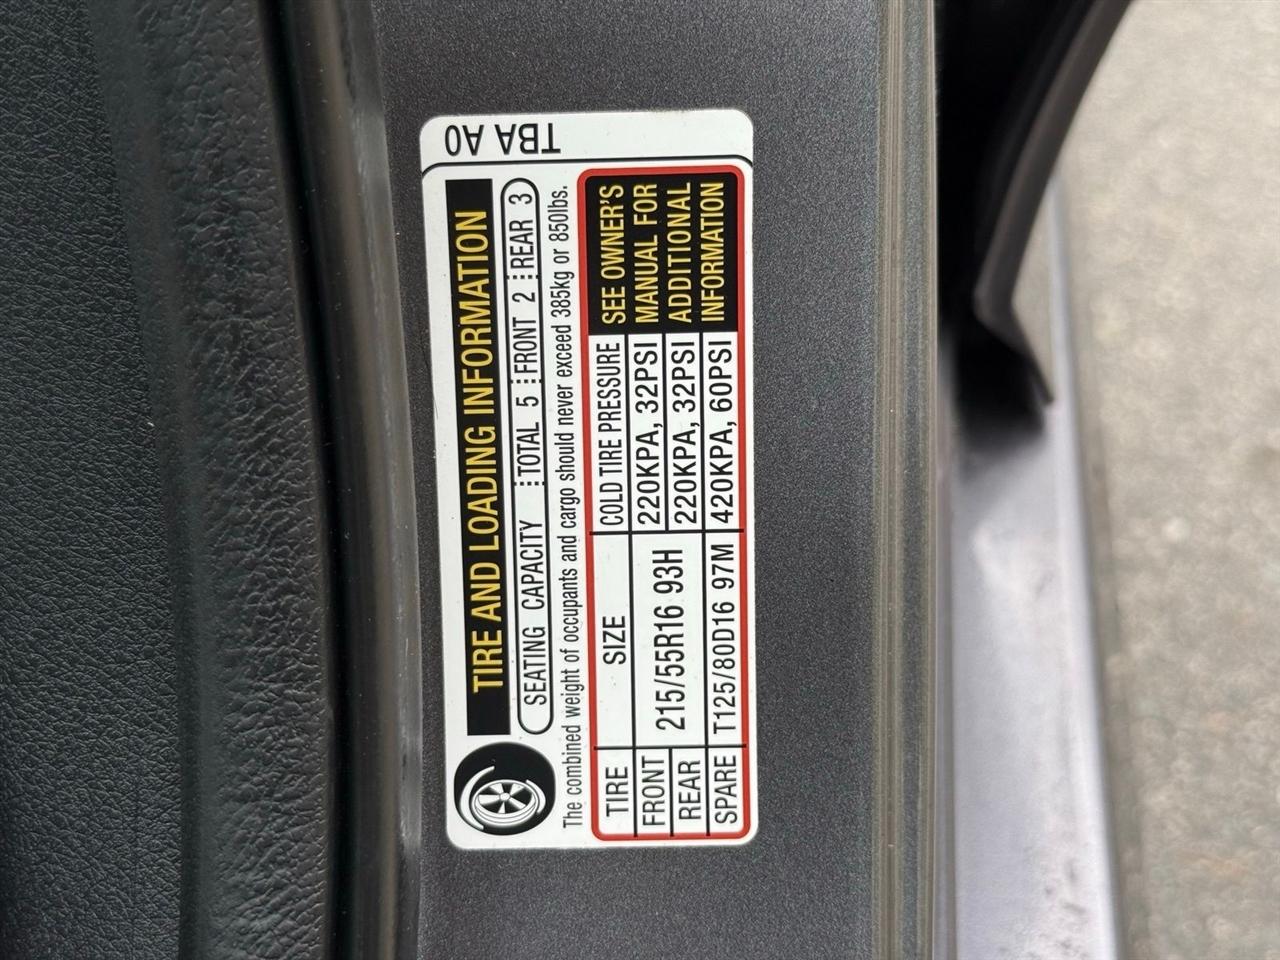 TIRE AND LOADING INFORMATION
SEATING CAPACITY TOTAL 5 FRONT 2 REAR 3
The combined weight of occupants and cargo should never exceed 385kg or 850lbs.
TIRE SIZE COLD TIRE PRESSURE
FRONT 215/55R16 93H 220KPA, 32PSI
REAR 220KPA, 32PSI
SPARE T125/80D16 97M 420KPA, 60PSI
SEE OWNER'S
MANUAL FOR
ADDITIONAL
INFORMATION
TBA A0